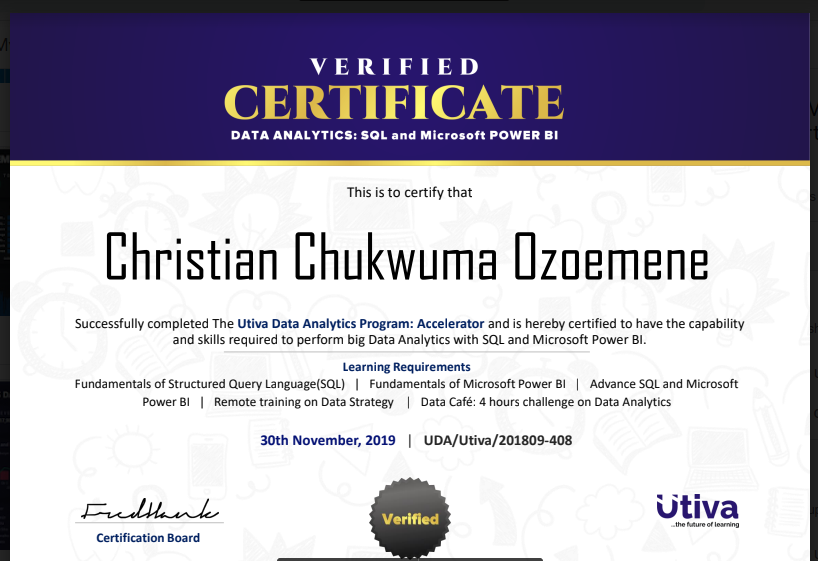 VERIFIED
CERTIFICATE
DATA ANALYTICS: SQL and Microsoft POWER BI
This is to certify that
Christian Chukwuma Ozoemene
Successfully completed The Utiva Data Analytics Program: Accelerator and is hereby certified to have the capability
and skills required to perform big Data Analytics with SQL and Microsoft Power BI.
Learning Requirements
Fundamentals of Structured Query Language(SQL) | Fundamentals of Microsoft Power BI | Advance SQL and Microsoft
Power BI | Remote training on Data Strategy | Data Café: 4 hours challenge on Data Analytics
30th November, 2019 | UDA/Utiva/201809-408
Certification Board
Verified
Utiva
...the future of learning